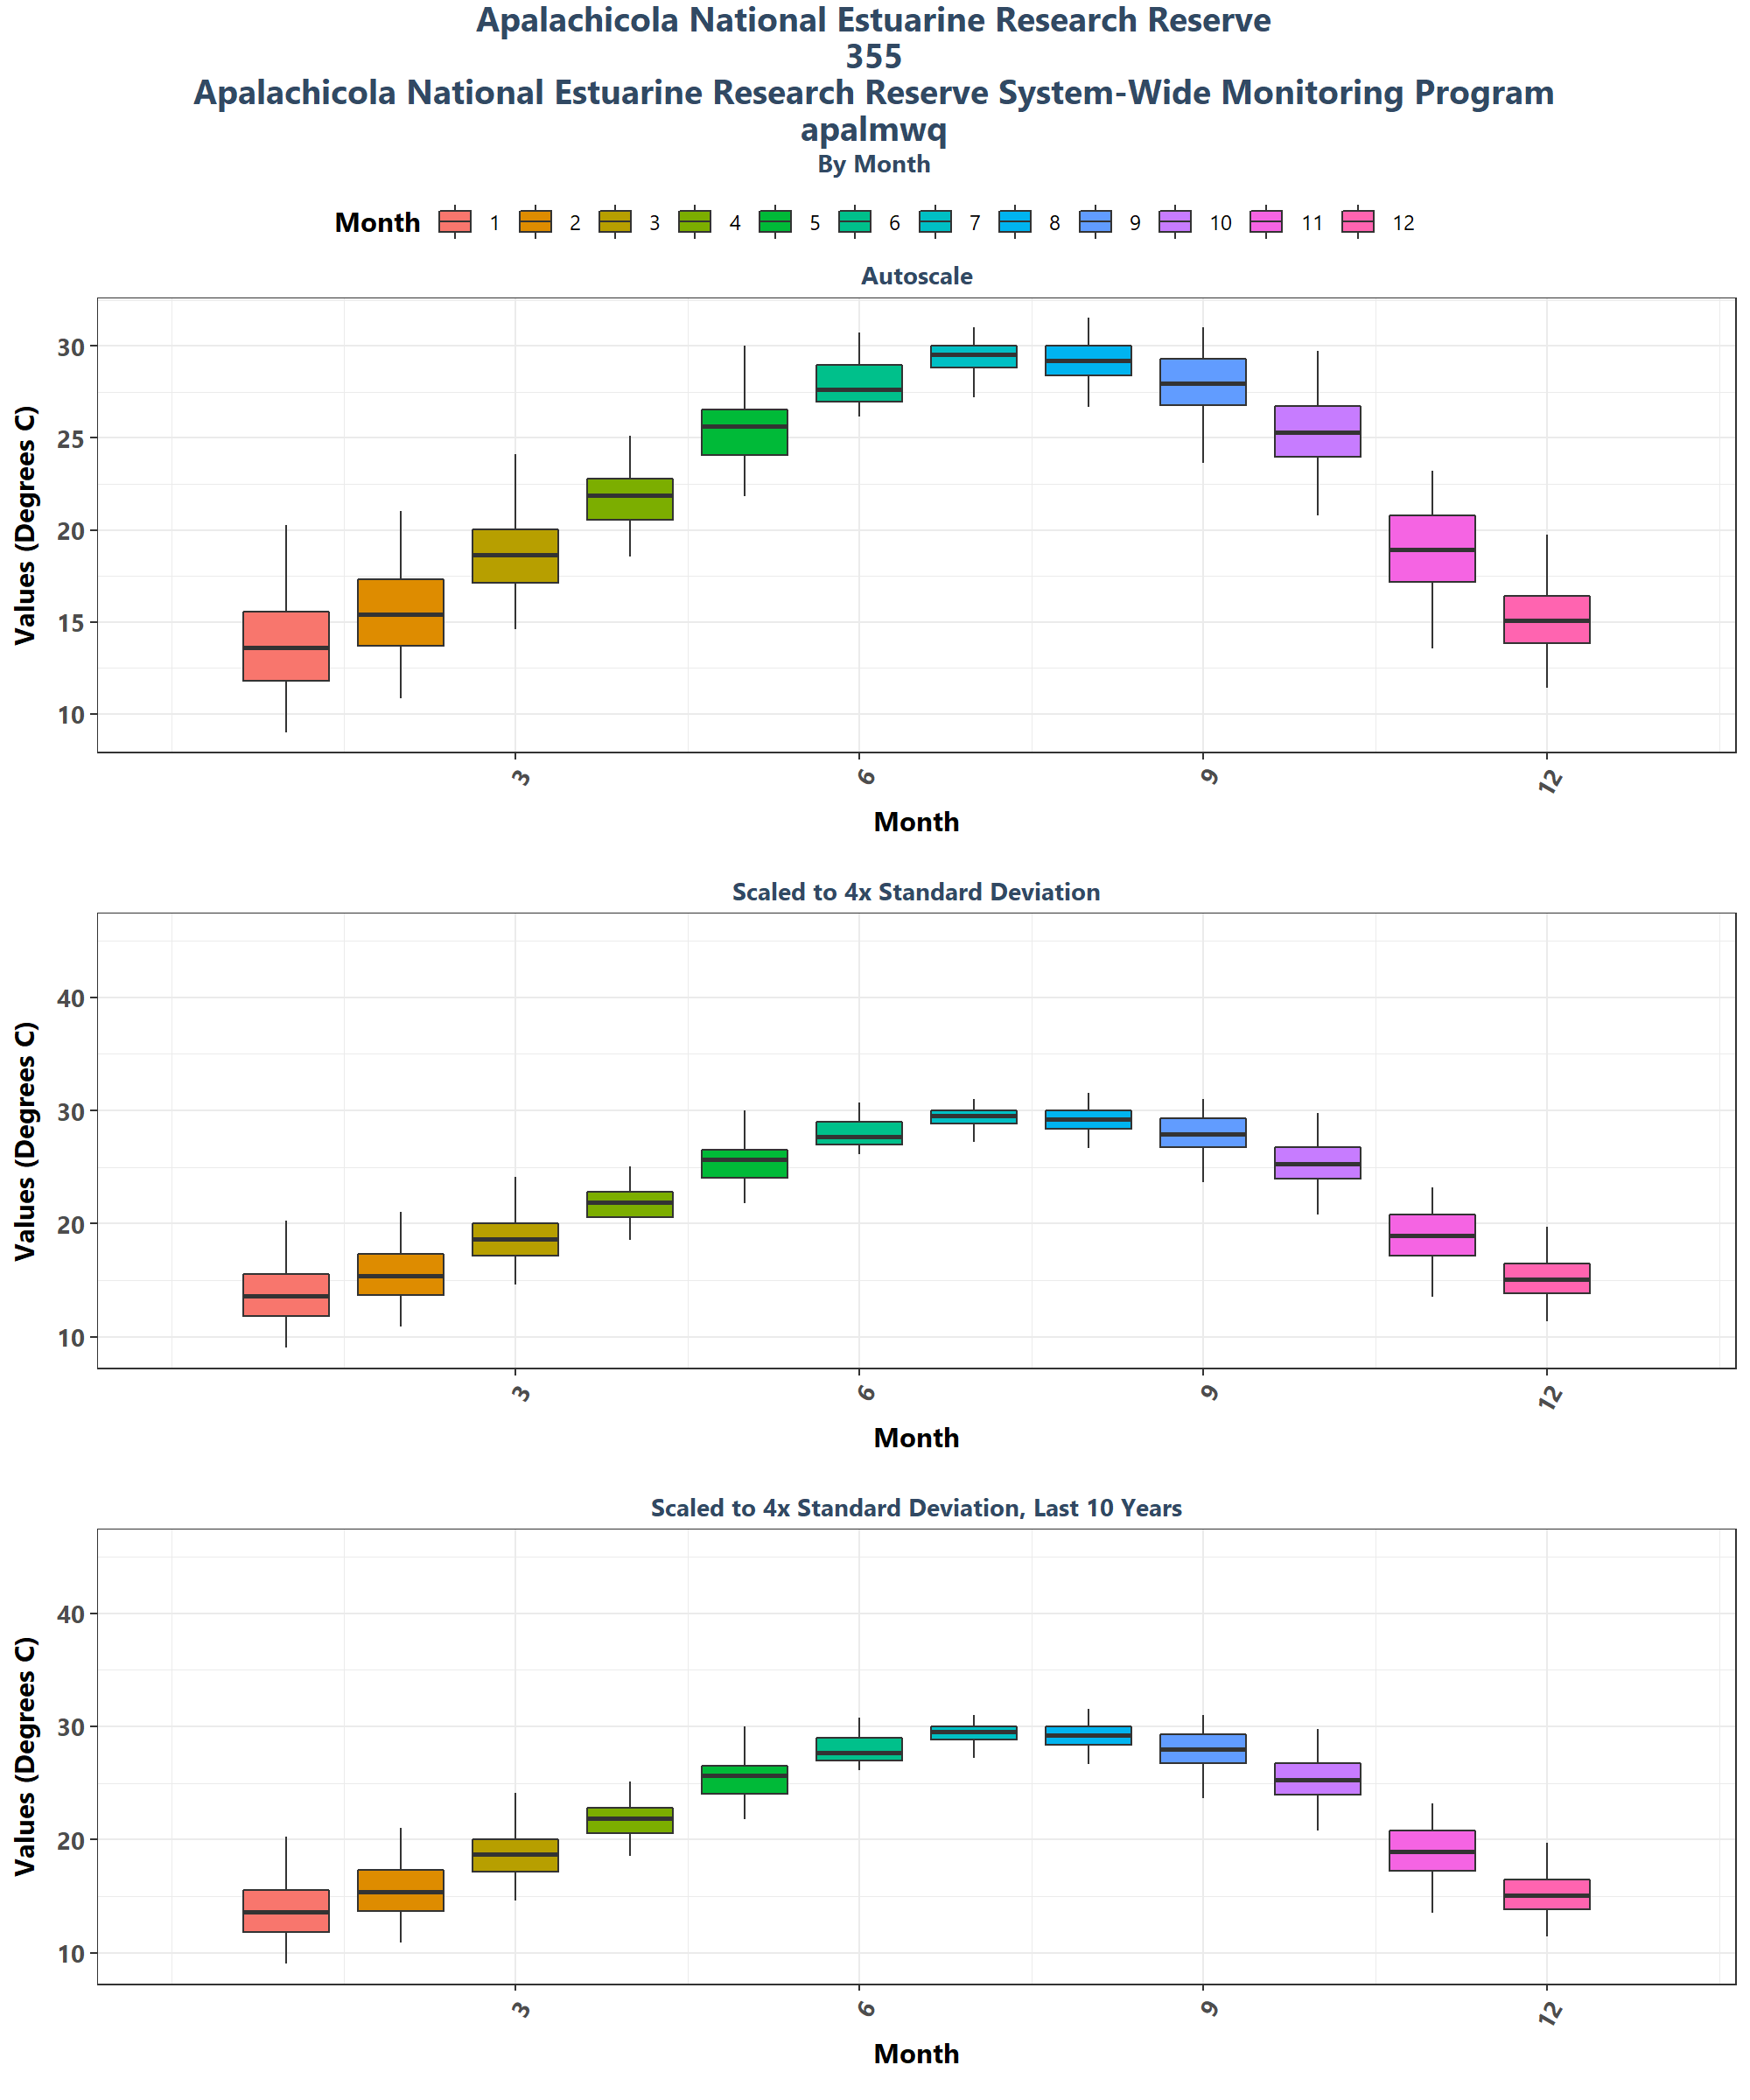 Apalachicola National Estuarine Research Reserve
355
Apalachicola National Estuarine Research Reserve System-Wide Monitoring Program
apalmwq
By Month
Month 1 2 3 4 5 6 7 8 9 10 11 12
Autoscale
Values (Degrees C)
30
25
20
15
10
3 6 9 12
Month
Scaled to 4x Standard Deviation
Values (Degrees C)
40
30
20
10
3 6 9 12
Month
Scaled to 4x Standard Deviation, Last 10 Years
Values (Degrees C)
40
30
20
10
3 6 9 12
Month